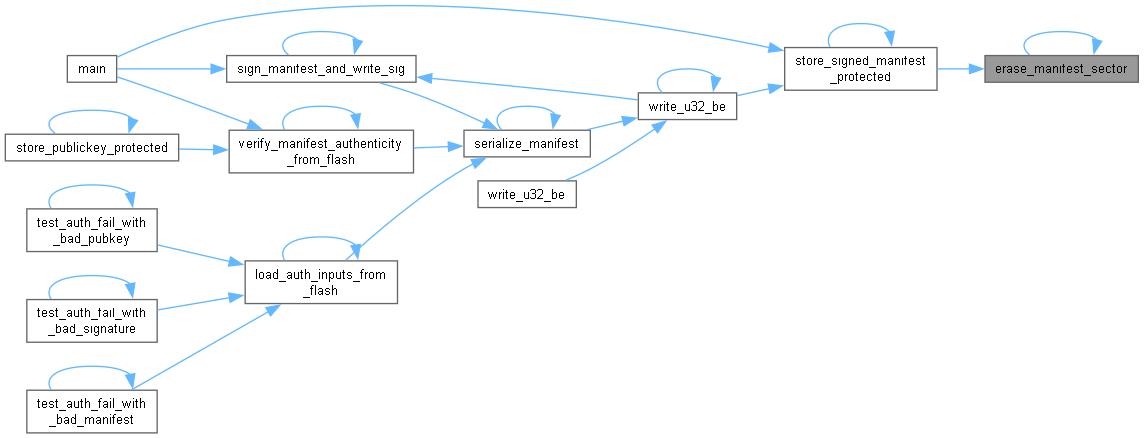 main
sign_manifest_and_write_sig
store_signed_manifest
_protected
erase_manifest_sector
write_u32_be
store_publickey_protected
verify_manifest_authenticity
_from_flash
serialize_manifest
write_u32_be
test_auth_fail_with
_bad_pubkey
load_auth_inputs_from
_flash
test_auth_fail_with
_bad_signature
test_auth_fail_with
_bad_manifest